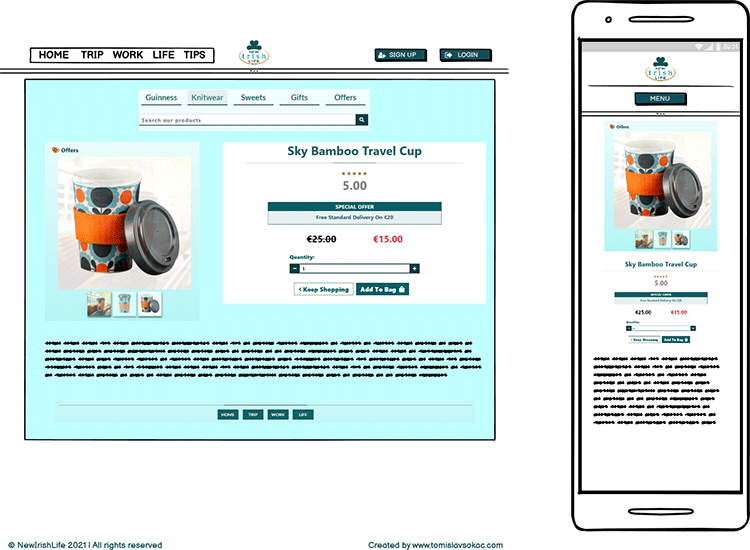 HOME TRIP WORK LIFE TIPS
Irish
LIFE
SIGN UP
LOGIN
Guinness Knitwear Sweets Gifts Offers
Search our products
Offers
Sky Bamboo Travel Cup
5.00
SPECIAL OFFER
Free Standard Delivery On €20
€25.00 €15.00
Quantity:
- 1 +
< Keep Shopping Add To Bag
HOME TRIP WORK LIFE
© NewIrishLife 2021 | All rights reserved
Created by www.tomislavsokac.com
Irish
LIFE
MENU
Offers
Sky Bamboo Travel Cup
5.00
SPECIAL OFFER
Free Standard Delivery On €20
€25.00 €15.00
Quantity:
< Keep Shopping Add To Bag